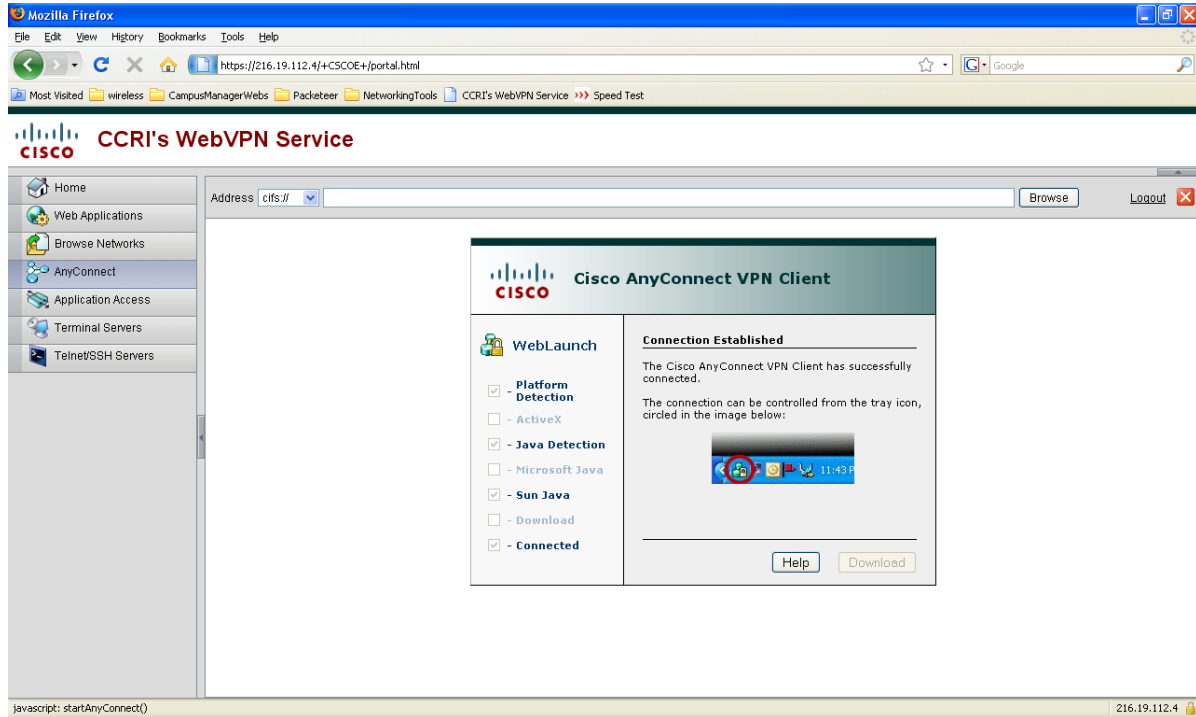 Mozilla Firefox
File Edit View History Bookmarks Tools Help
https://216.19.112.4/+CSCOE+/portal.html
G Google
Most Visited wireless CampusManagerWebs Packeteer NetworkingTools CCRI's WebVPN Service Speed Test
CISCO CCRI's WebVPN Service
Home
Web Applications
Browse Networks
AnyConnect
Application Access
Terminal Servers
Telnet/SSH Servers
Address cifs:// Browse Logout
CISCO Cisco AnyConnect VPN Client
WebLaunch
- Platform
Detection
- ActiveX
- Java Detection
- Microsoft Java
- Sun Java
- Download
- Connected
Connection Established
The Cisco AnyConnect VPN Client has successfully
connected.
The connection can be controlled from the tray icon,
circled in the image below:
11:43 P
Help Download
javascript: startAnyConnect() 216.19.112.4